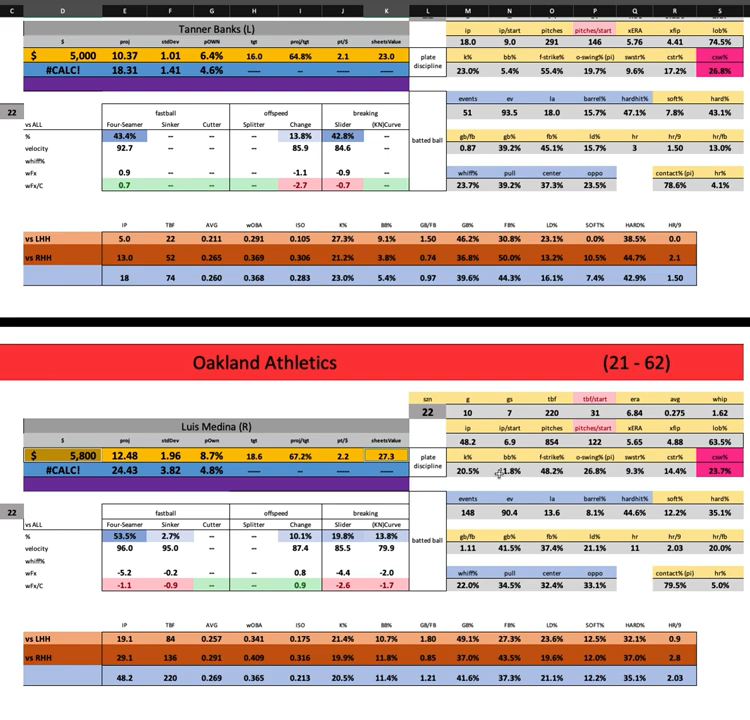 C D E F G H I J K L M N O P Q R S
ip ip/start pitches pitches/start xERA xfip lob%
Tanner Banks (L) 18.0 9.0 291 146 5.76 4.41 74.5%
$ proj stdDev pOWN tgt proj/tgt pt/$ sheetsValue k% bb% f-strike% o-swing% (pi) swstr% cstr% csw%
$ 5,000 10.37 1.01 6.4% 16.0 64.8% 2.1 23.0 plate discipline 23.0% 5.4% 55.4% 19.7% 9.6% 17.2% 26.8%
#CALC! 18.31 1.41 4.6% ---- -- ---- ----
events ev la barrel% hardhit% soft% hard%
22 fastball offspeed breaking 51 93.5 18.0 15.7% 47.1% 7.8% 43.1%
vs ALL Four-Seamer Sinker Cutter Splitter Change Slider (KN)Curve
% 43.4% -- -- -- 13.8% 42.8% -- batted ball gb/fb gb% fb% ld% hr hr/9 hr/fb
velocity 92.7 -- -- -- 85.9 84.6 -- 0.87 39.2% 45.1% 15.7% 3 1.50 13.0%
whiff%
wFx 0.9 -- -- -- -1.1 -0.9 -- whiff% pull center oppo contact% (pi) hr%
wFx/C 0.7 -- -- -- -2.7 -0.7 -- 23.7% 39.2% 37.3% 23.5% 78.6% 4.1%
IP TBF AVG wOBA ISO K% BB% GB/FB GB% FB% LD% SOFT% HARD% HR/9
vs LHH 5.0 22 0.211 0.291 0.105 27.3% 9.1% 1.50 46.2% 30.8% 23.1% 0.0% 38.5% 0.0
vs RHH 13.0 52 0.265 0.369 0.306 21.2% 3.8% 0.74 36.8% 50.0% 13.2% 10.5% 44.7% 2.1
18 74 0.260 0.368 0.283 23.0% 5.4% 0.97 39.6% 44.3% 16.1% 7.4% 42.9% 1.50
Oakland Athletics (21 - 62)
szn g gs tbf tbf/start era avg whip
22 10 7 220 31 6.84 0.275 1.62
Luis Medina (R) ip ip/start pitches pitches/start xERA xfip lob%
$ proj stdDev pOwn tgt proj/tgt pt/$ sheetsValue 48.2 6.9 854 122 5.65 4.88 63.5%
$ 5,800 12.48 1.96 8.7% 18.6 67.2% 2.2 27.3 plate discipline k% bb% f-strike% o-swing% (pi) swstr% cstr% csw%
#CALC! 24.43 3.82 4.8% ---- -- ---- ---- 20.5% 1.8% 48.2% 26.8% 9.3% 14.4% 23.7%
events ev la barrel% hardhit% soft% hard%
22 fastball offspeed breaking 148 90.4 13.6 8.1% 44.6% 12.2% 35.1%
vs ALL Four-Seamer Sinker Cutter Splitter Change Slider (KN)Curve
% 53.5% 2.7% -- -- 10.1% 19.8% 13.8% batted ball gb/fb gb% fb% ld% hr hr/9 hr/fb
velocity 96.0 95.0 -- -- 87.4 85.5 79.9 1.11 41.5% 37.4% 21.1% 11 2.03 20.0%
whiff%
wFx -5.2 -0.2 -- -- 0.8 -4.4 -2.0 whiff% pull center oppo contact% (pi) hr%
wFx/C -1.1 -0.9 -- -- 0.9 -2.6 -1.7 22.0% 34.5% 32.4% 33.1% 79.5% 5.0%
IP TBF AVG wOBA ISO K% BB% GB/FB GB% FB% LD% SOFT% HARD% HR/9
vs LHH 19.1 84 0.257 0.341 0.175 21.4% 10.7% 1.80 49.1% 27.3% 23.6% 12.5% 32.1% 0.9
vs RHH 29.1 136 0.291 0.409 0.316 19.9% 11.8% 0.85 37.0% 43.5% 19.6% 12.0% 37.0% 2.8
48.2 220 0.269 0.365 0.213 20.5% 11.4% 1.21 41.6% 37.3% 21.1% 12.2% 35.1% 2.03